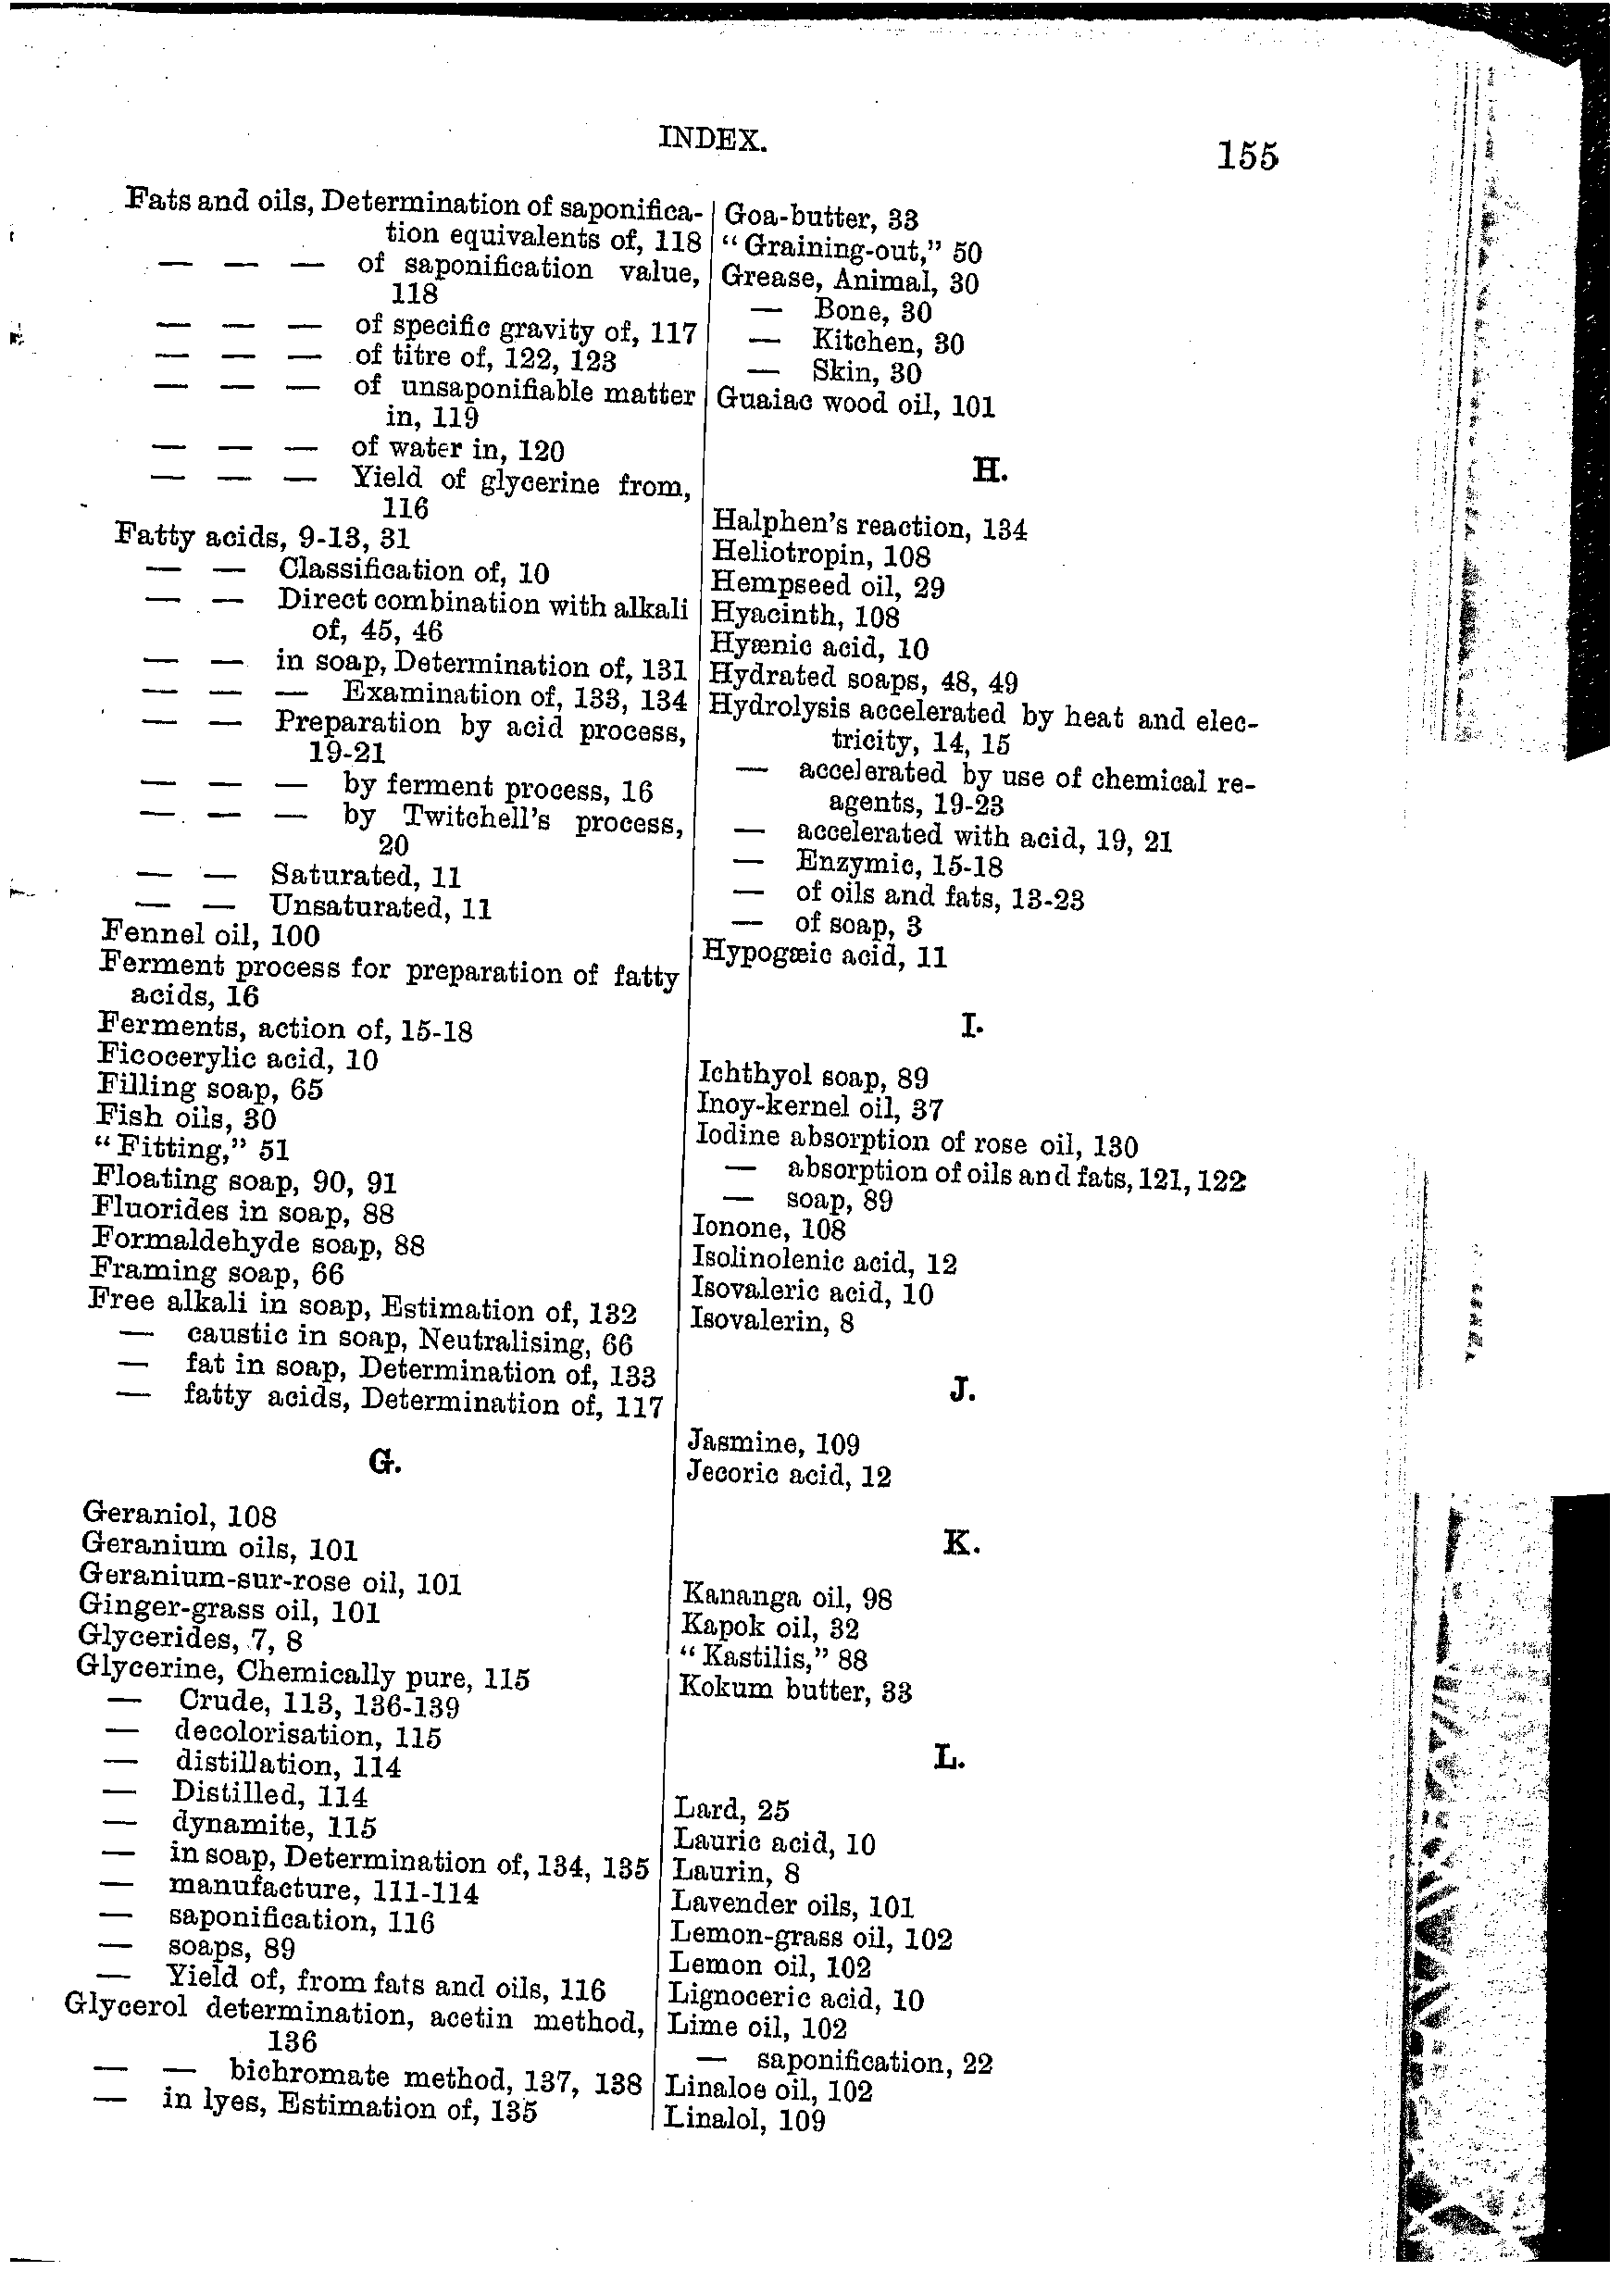 INDEX.
155
Fats and oils, Determination of saponifica-
tion equivalents of, 118
— — — of saponification value,
118
— — — of specific gravity of, 117
— — — of titre of, 122, 123
— — — of unsaponifiable matter
in, 119
— — — of water in, 120
— — — Yield of glycerine from,
116
Fatty acids, 9-13, 31
— — Classification of, 10
— — Direct combination with alkali
of, 45, 46
— — in soap, Determination of, 131
— — — Examination of, 133, 134
— — Preparation by acid process,
19-21
— — — by ferment process, 16
— — — by Twitchell's process,
20
— — Saturated, 11
— — Unsaturated, 11
Fennel oil, 100
Ferment process for preparation of fatty
acids, 16
Ferments, action of, 15-18
Ficocerylic acid, 10
Filling soap, 65
Fish oils, 30
"Fitting," 51
Floating soap, 90, 91
Fluorides in soap, 88
Formaldehyde soap, 88
Framing soap, 66
Free alkali in soap, Estimation of, 132
— caustic in soap, Neutralising, 66
— fat in soap, Determination of, 133
— fatty acids, Determination of, 117
G.
Geraniol, 108
Geranium oils, 101
Geranium-sur-rose oil, 101
Ginger-grass oil, 101
Glycerides, 7, 8
Glycerine, Chemically pure, 115
— Crude, 113, 136-139
— decolorisation, 115
— distillation, 114
— Distilled, 114
— dynamite, 115
— in soap, Determination of, 134, 135
— manufacture, 111-114
— saponification, 116
— soaps, 89
— Yield of, from fats and oils, 116
Glycerol determination, acetin method,
136
— — bichromate method, 137, 138
— in lyes, Estimation of, 135
Goa-butter, 33
"Graining-out," 50
Grease, Animal, 30
— Bone, 30
— Kitchen, 30
— Skin, 30
Guaiac wood oil, 101
H.
Halphen's reaction, 134
Heliotropin, 108
Hempseed oil, 29
Hyacinth, 108
Hyænic acid, 10
Hydrated soaps, 48, 49
Hydrolysis accelerated by heat and elec-
tricity, 14, 15
— accelerated by use of chemical re-
agents, 19-23
— accelerated with acid, 19, 21
— Enzymic, 15-18
— of oils and fats, 13-23
— of soap, 3
Hypogæic acid, 11
I.
Ichthyol soap, 89
Inoy-kernel oil, 37
Iodine absorption of rose oil, 130
— absorption of oils and fats, 121, 122
— soap, 89
Ionone, 108
Isolinolenic acid, 12
Isovaleric acid, 10
Isovalerin, 8
J.
Jasmine, 109
Jecoric acid, 12
K.
Kananga oil, 98
Kapok oil, 32
"Kastilis," 88
Kokum butter, 33
L.
Lard, 25
Lauric acid, 10
Laurin, 8
Lavender oils, 101
Lemon-grass oil, 102
Lemon oil, 102
Lignoceric acid, 10
Lime oil, 102
— saponification, 22
Linaloe oil, 102
Linalol, 109